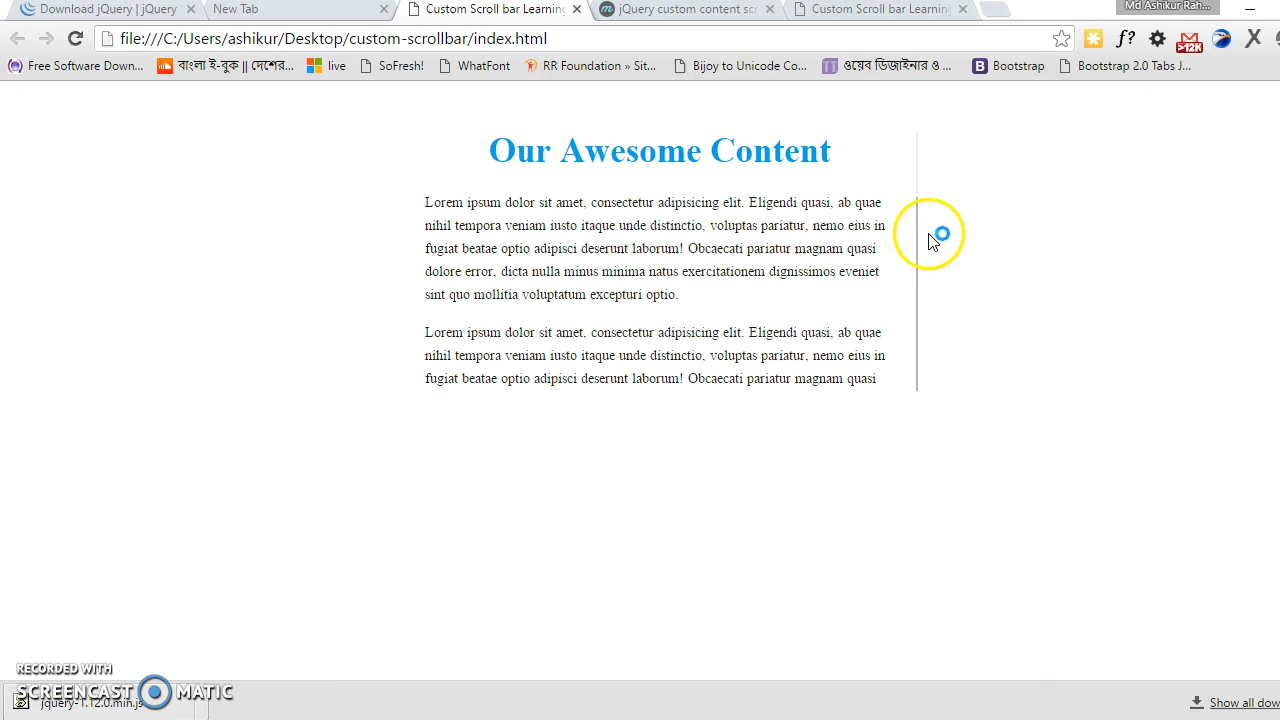 Download jQuery | jQuery
New Tab
Custom Scroll bar Learning
jQuery custom content scr
Custom Scroll bar Learning
Md Ashikur Rah...
file:///C:/Users/ashikur/Desktop/custom-scrollbar/index.html
f?
>12K
X
Free Software Down...
বাংলা ই-বুক || দেশের...
live
SoFresh!
WhatFont
RR Foundation » Sit...
Bijoy to Unicode Co...
ওয়েব ডিজাইনার ও ...
B
Bootstrap
Bootstrap 2.0 Tabs J...
Our Awesome Content
Lorem ipsum dolor sit amet, consectetur adipisicing elit. Eligendi quasi, ab quae
nihil tempora veniam iusto itaque unde distinctio, voluptas pariatur, nemo eius in
fugiat beatae optio adipisci deserunt laborum! Obcaecati pariatur magnam quasi
dolore error, dicta nulla minus minima natus exercitationem dignissimos eveniet
sint quo mollitia voluptatum excepturi optio.
Lorem ipsum dolor sit amet, consectetur adipisicing elit. Eligendi quasi, ab quae
nihil tempora veniam iusto itaque unde distinctio, voluptas pariatur, nemo eius in
fugiat beatae optio adipisci deserunt laborum! Obcaecati pariatur magnam quasi
RECORDED WITH
SCREENCAST MATIC
jquery-1.12.0.min.js
Show all dow